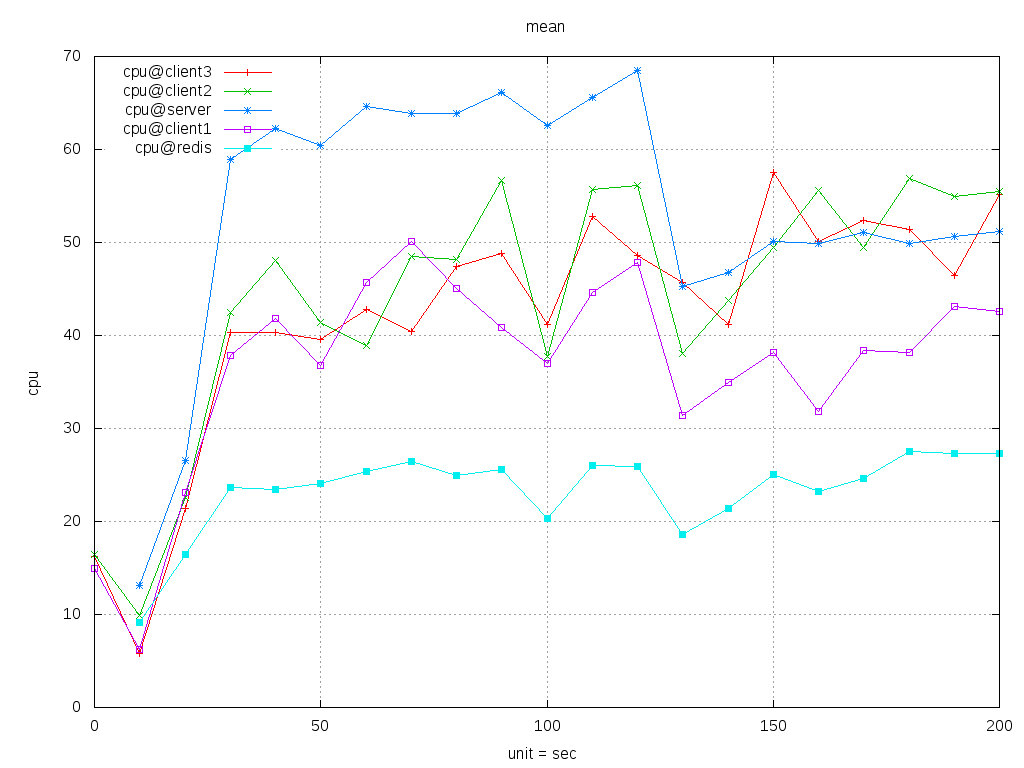 mean
cpu
70
60
50
40
30
20
10
0
cpu@client3
cpu@client2
cpu@server
cpu@client1
cpu@redis
0 50 100 150 200
unit = sec